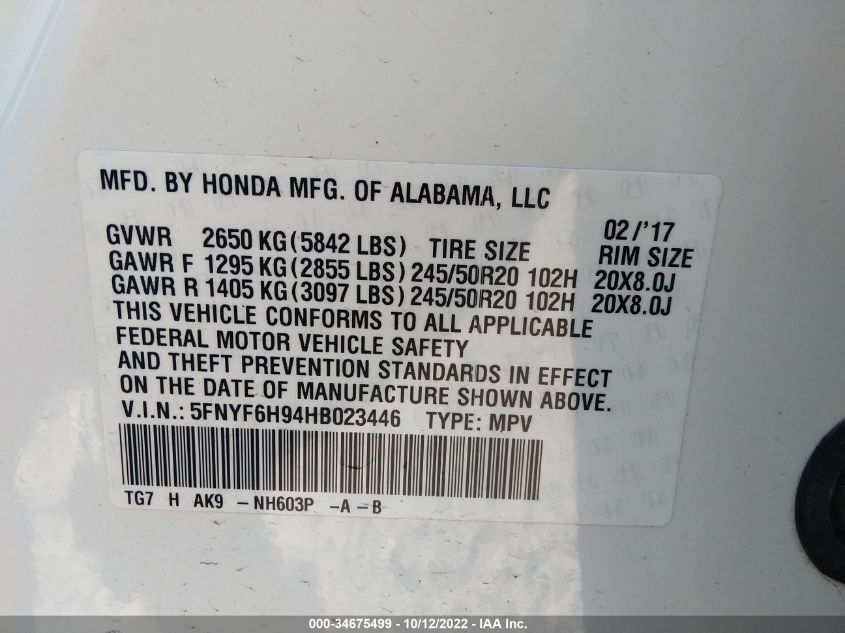 MFD. BY HONDA MFG. OF ALABAMA, LLC
02/'17
GVWR 2650 KG(5842 LBS) TIRE SIZE RIM SIZE
GAWR F 1295 KG(2855 LBS) 245/50R20 102H 20X8.0J
GAWR R 1405 KG(3097 LBS) 245/50R20 102H 20X8.0J
THIS VEHICLE CONFORMS TO ALL APPLICABLE
FEDERAL MOTOR VEHICLE SAFETY
AND THEFT PREVENTION STANDARDS IN EFFECT
ON THE DATE OF MANUFACTURE SHOWN ABOVE.
V.I.N.: 5FNYF6H94HB023446 TYPE: MPV
TG7 H AK9 -NH603P -A-B
000-34675499 - 10/12/2022 - IAA Inc.